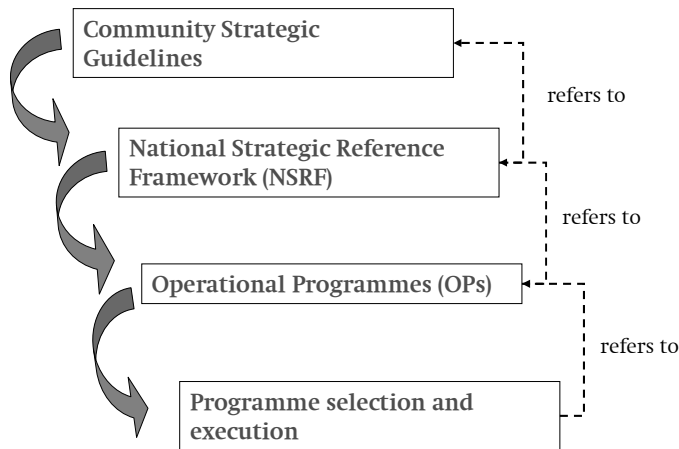 Community Strategic
Guidelines
refers to
National Strategic Reference
Framework (NSRF)
refers to
Operational Programmes (OPs)
refers to
Programme selection and
execution